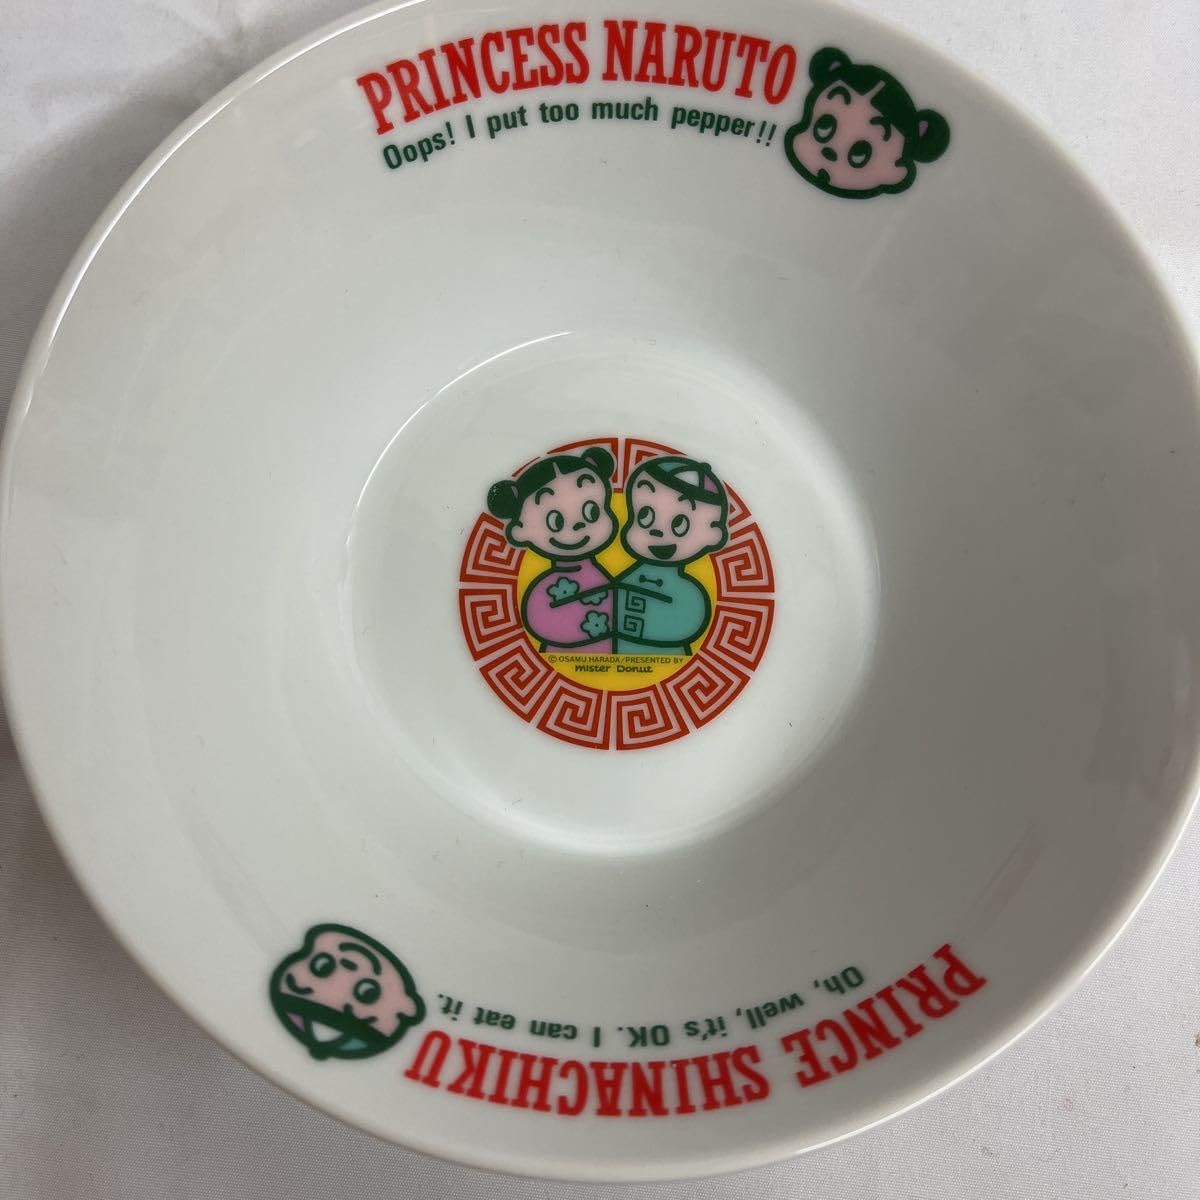 PRINCESS NARUTO
Oops! I put too much pepper!!
© OSAMU HARADA/PRESENTED BY
mister Donut
PRINCE SHINACHIKU
Oh, well, it's OK. I can eat it.